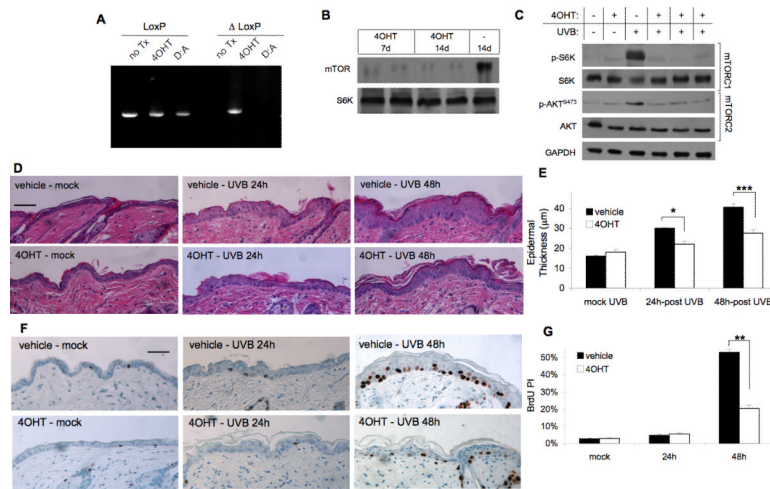 A
LoxP
Δ LoxP
no Tx
4OHT
D:A
no Tx
4OHT
D:A
B
4OHT
7d
4OHT
14d
-
14d
mTOR
S6K
C
4OHT: - + - + + +
UVB: - - + + + +
p-S6K
S6K
mTORC1
p-AKTS473
AKT
mTORC2
GAPDH
D
vehicle - mock
vehicle - UVB 24h
vehicle - UVB 48h
4OHT - mock
4OHT - UVB 24h
4OHT - UVB 48h
E
Epidermal
Thickness (µm)
50
40
30
20
10
0
vehicle
4OHT
*
***
mock UVB
24h-post UVB
48h-post UVB
F
vehicle - mock
vehicle - UVB 24h
vehicle - UVB 48h
4OHT - mock
4OHT - UVB 24h
4OHT - UVB 48h
G
BrdU PI
60%
50%
40%
30%
20%
10%
0%
vehicle
4OHT
**
mock
24h
48h